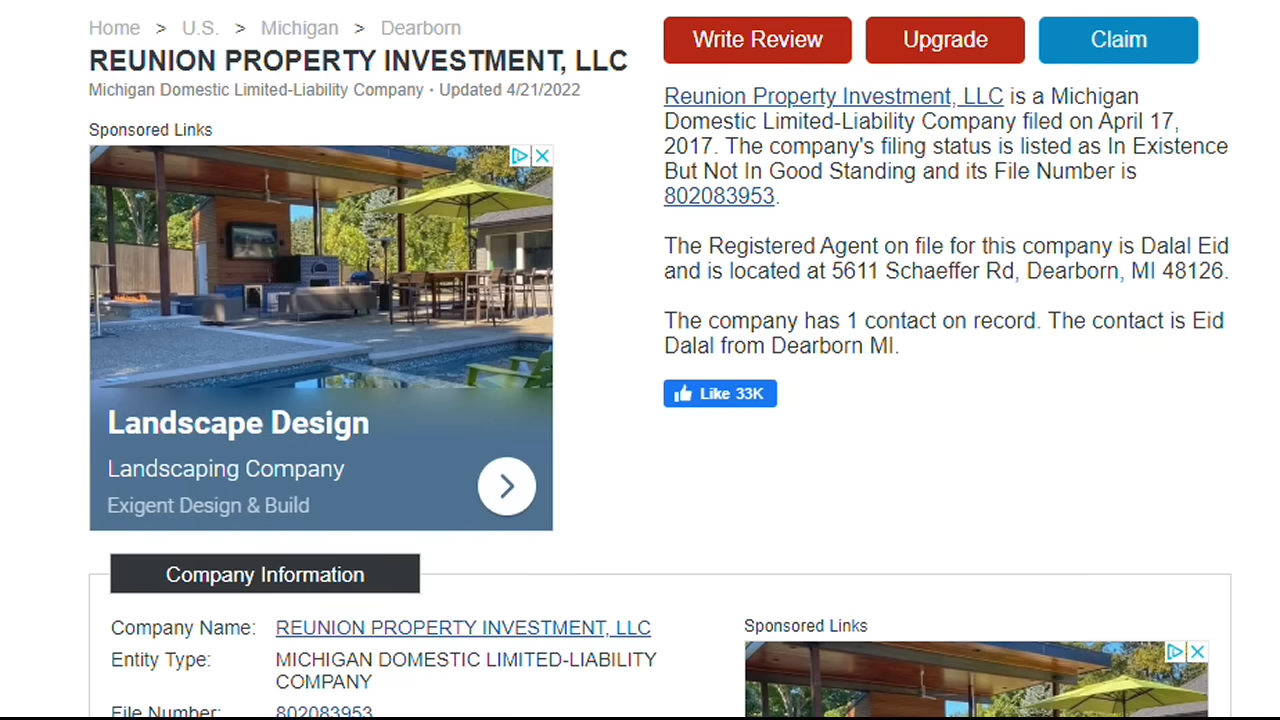 Home > U.S. > Michigan > Dearborn
REUNION PROPERTY INVESTMENT, LLC
Michigan Domestic Limited-Liability Company · Updated 4/21/2022
Sponsored Links
Landscape Design
Landscaping Company
Exigent Design & Build
Write Review
Upgrade
Claim
Reunion Property Investment, LLC is a Michigan
Domestic Limited-Liability Company filed on April 17,
2017. The company's filing status is listed as In Existence
But Not In Good Standing and its File Number is
802083953.
The Registered Agent on file for this company is Dalal Eid
and is located at 5611 Schaeffer Rd, Dearborn, MI 48126.
The company has 1 contact on record. The contact is Eid
Dalal from Dearborn MI.
Like 33K
Company Information
Company Name: REUNION PROPERTY INVESTMENT, LLC
Entity Type: MICHIGAN DOMESTIC LIMITED-LIABILITY
COMPANY
File Number: 802083953
Sponsored Links